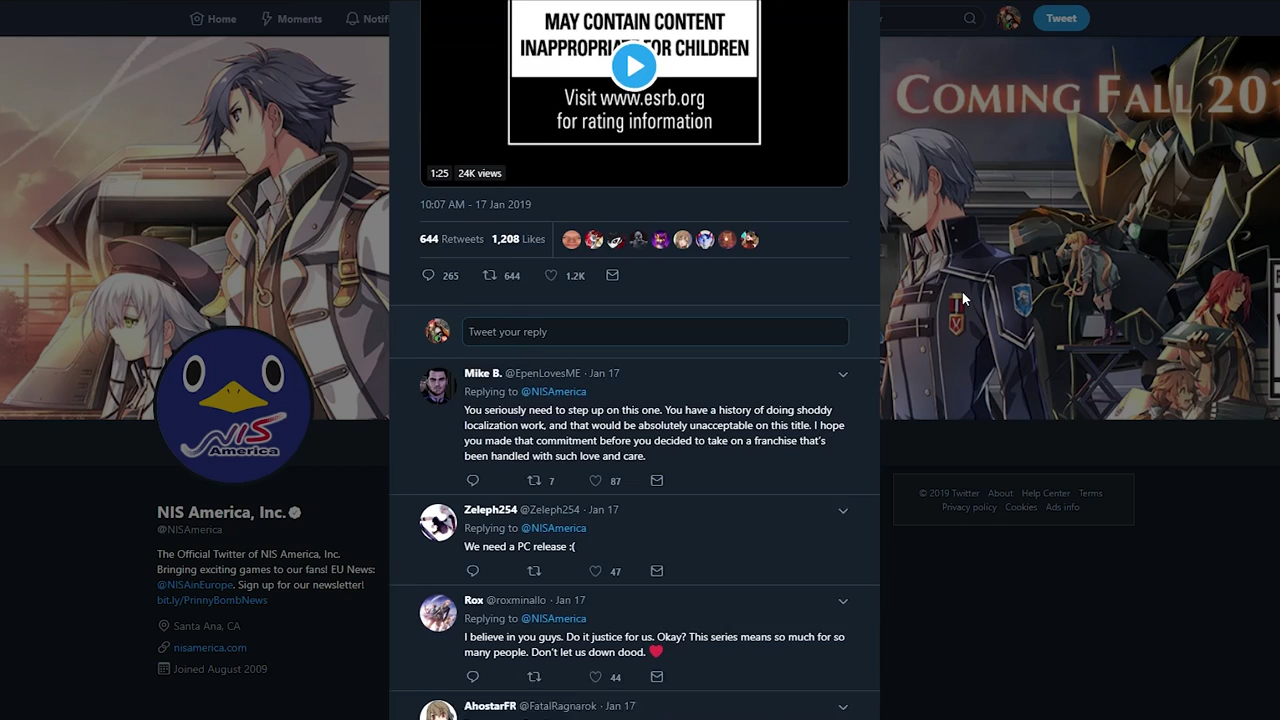 Home
Moments
Notifi
Tweet
COMING FALL 201
MAY CONTAIN CONTENT
INAPPROPRIATE FOR CHILDREN
Visit www.esrb.org
for rating information
1:25 24K views
10:07 AM - 17 Jan 2019
644 Retweets 1,208 Likes
265 644 1.2K
Tweet your reply
Mike B. @EpenLovesME · Jan 17
Replying to @NISAmerica
You seriously need to step up on this one. You have a history of doing shoddy
localization work, and that would be absolutely unacceptable on this title. I hope
you made that commitment before you decided to take on a franchise that's
been handled with such love and care.
7 87
Zeleph254 @Zeleph254 · Jan 17
Replying to @NISAmerica
We need a PC release :(
47
Rox @roxminallo · Jan 17
Replying to @NISAmerica
I believe in you guys. Do it justice for us. Okay? This series means so much for so
many people. Don't let us down dood.
44
AhostarFR @FatalRagnarok · Jan 17
NIS
America
NIS America, Inc.
@NISAmerica
The Official Twitter of NIS America, Inc.
Bringing exciting games to our fans! EU News:
@NISAinEurope. Sign up for our newsletter!
bit.ly/PrinnyBombNews
Santa Ana, CA
nisamerica.com
Joined August 2009
© 2019 Twitter About Help Center Terms
Privacy policy Cookies Ads info